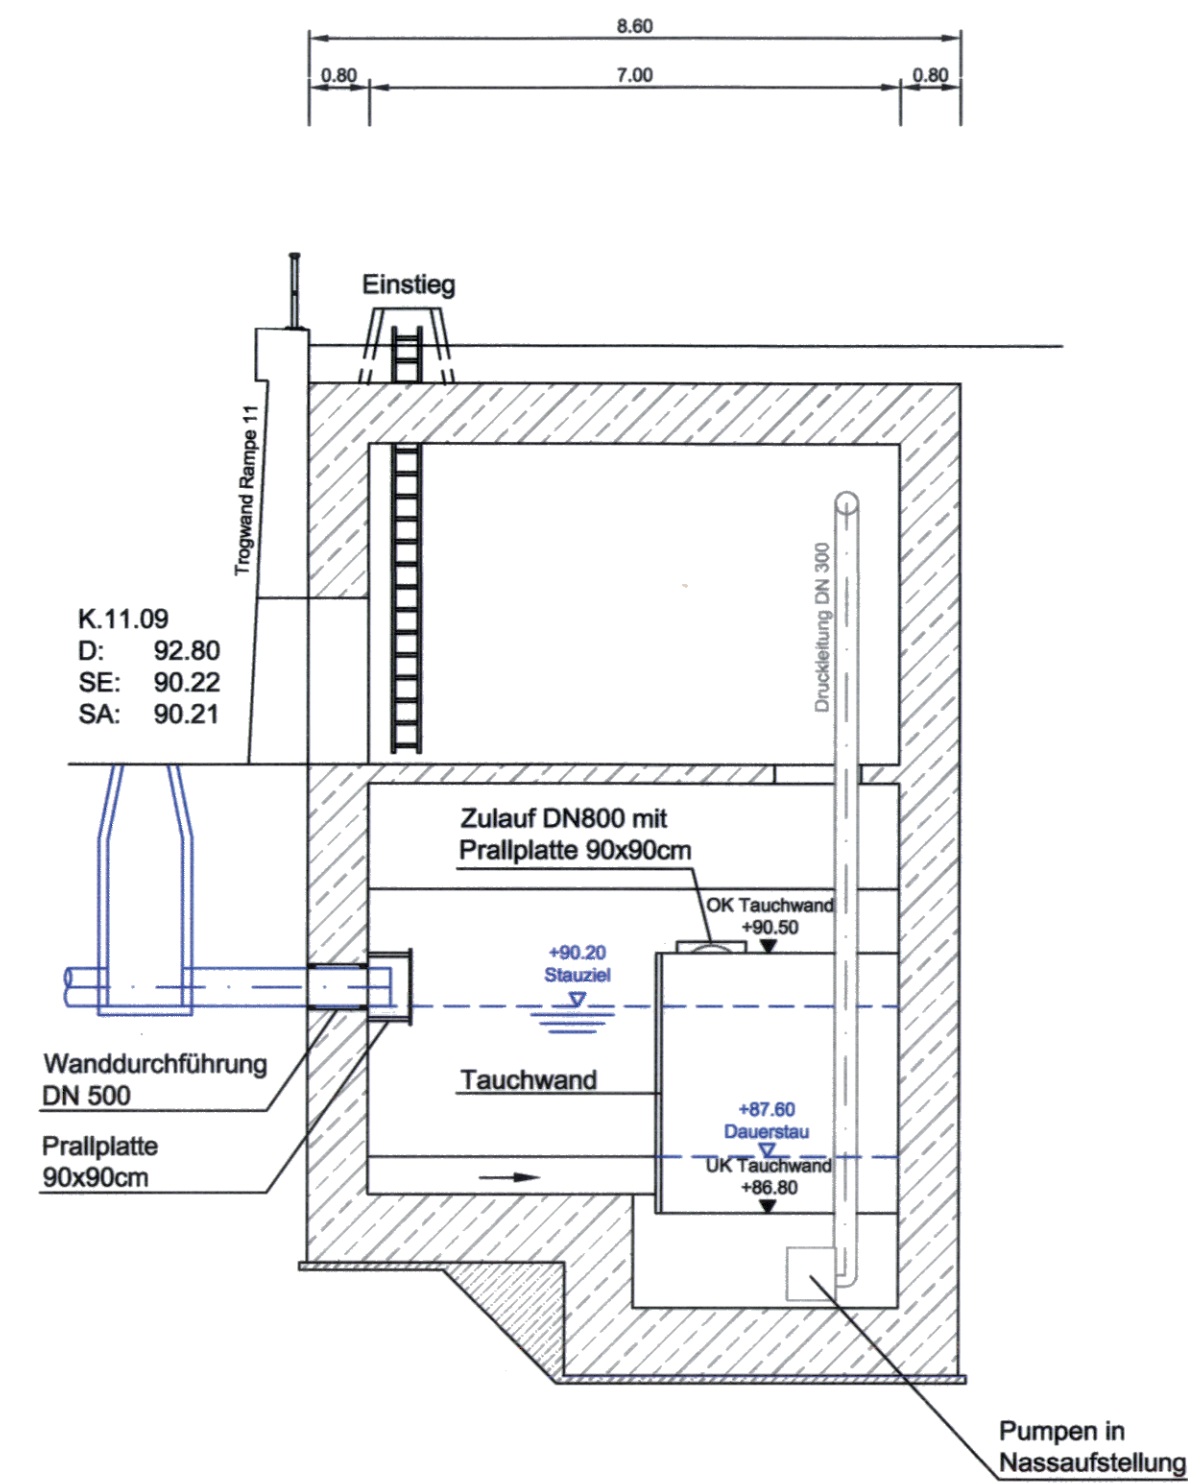 8.60
0.80 7.00 0.80
Einstieg
Trogwand Rampe 11
K.11.09
D: 92.80
SE: 90.22
SA: 90.21
Druckleitung DN 300
Zulauf DN800 mit
Prallplatte 90x90cm
OK Tauchwand
+90.50
+90.20
Stauziel
Wanddurchführung
DN 500
Tauchwand
+87.60
Dauerstau
Prallplatte
90x90cm
UK Tauchwand
+86.80
Pumpen in
Nassaufstellung